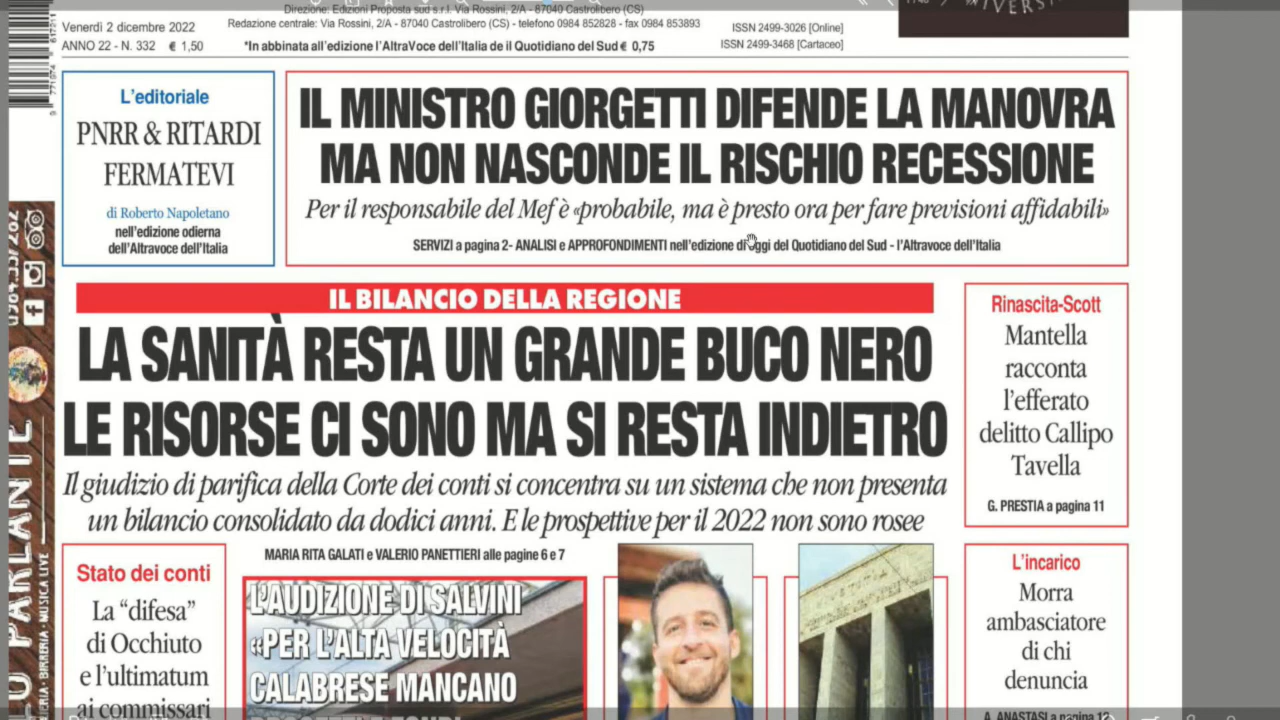 Direzione: Edizioni Proposta sud s.r.l. Via Rossini, 2/A - 87040 Castrolibero (CS)
Venerdì 2 dicembre 2022
Redazione centrale: Via Rossini, 2/A - 87040 Castrolibero (CS) - telefono 0984 852828 - fax 0984 853893
ISSN 2499-3026 [Online]
ANNO 22 - N. 332 € 1,50
*In abbinata all'edizione l'AltraVoce dell'Italia de il Quotidiano del Sud € 0,75
ISSN 2499-3468 [Cartaceo]
L'editoriale
PNRR & RITARDI
FERMATEVI
di Roberto Napoletano
nell'edizione odierna
dell'Altravoce dell'Italia
IL MINISTRO GIORGETTI DIFENDE LA MANOVRA
MA NON NASCONDE IL RISCHIO RECESSIONE
Per il responsabile del Mef è «probabile, ma è presto ora per fare previsioni affidabili»
SERVIZI a pagina 2- ANALISI e APPROFONDIMENTI nell'edizione di oggi del Quotidiano del Sud - l'Altravoce dell'Italia
IL BILANCIO DELLA REGIONE
LA SANITÀ RESTA UN GRANDE BUCO NERO
LE RISORSE CI SONO MA SI RESTA INDIETRO
Il giudizio di parifica della Corte dei conti si concentra su un sistema che non presenta
un bilancio consolidato da dodici anni. E le prospettive per il 2022 non sono rosee
MARIA RITA GALATI e VALERIO PANETTIERI alle pagine 6 e 7
Rinascita-Scott
Mantella
racconta
l'efferato
delitto Callipo
Tavella
G. PRESTIA a pagina 11
Stato dei conti
La "difesa"
di Occhiuto
e l'ultimatum
ai commissari
L'AUDIZIONE DI SALVINI
«PER L'ALTA VELOCITÀ
CALABRESE MANCANO
L'incarico
Morra
ambasciatore
di chi
denuncia
A. ANASTASI a pagina 12
PARLANTE
BIRRERIA · MUSICA LIVE